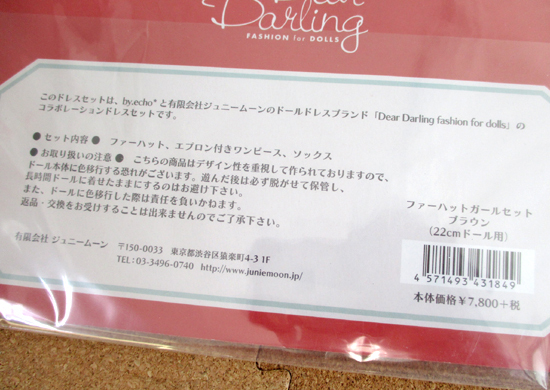 Dear
Darling
FASHION for DOLLS
このドレスセットは、by.echo*と有限会社ジュニームーンのドールドレスブランド「Dear Darling fashion for dolls」の
コラボレーションドレスセットです。
● セット内容 ● ファーハット、エプロン付きワンピース、ソックス
● お取り扱いの注意 ● こちらの商品はデザイン性を重視して作られておりますので、
ドール本体に色移行する恐れがございます。遊んだ後は必ず脱がせて保管し、
長時間ドールに着せたままにするのはお避け下さい。
また、ドールに色移行した際は責任を負いかねます。
返品・交換をお受けすることは出来ませんのでご了承下さい。
有限会社 ジュニームーン 〒150-0033 東京都渋谷区猿楽町4-3 1F
TEL: 03-3496-0740 http://www.juniemoon.jp/
ファーハットガールセット
ブラウン
(22cmドール用)
4 571493 431849
本体価格￥7,800+税